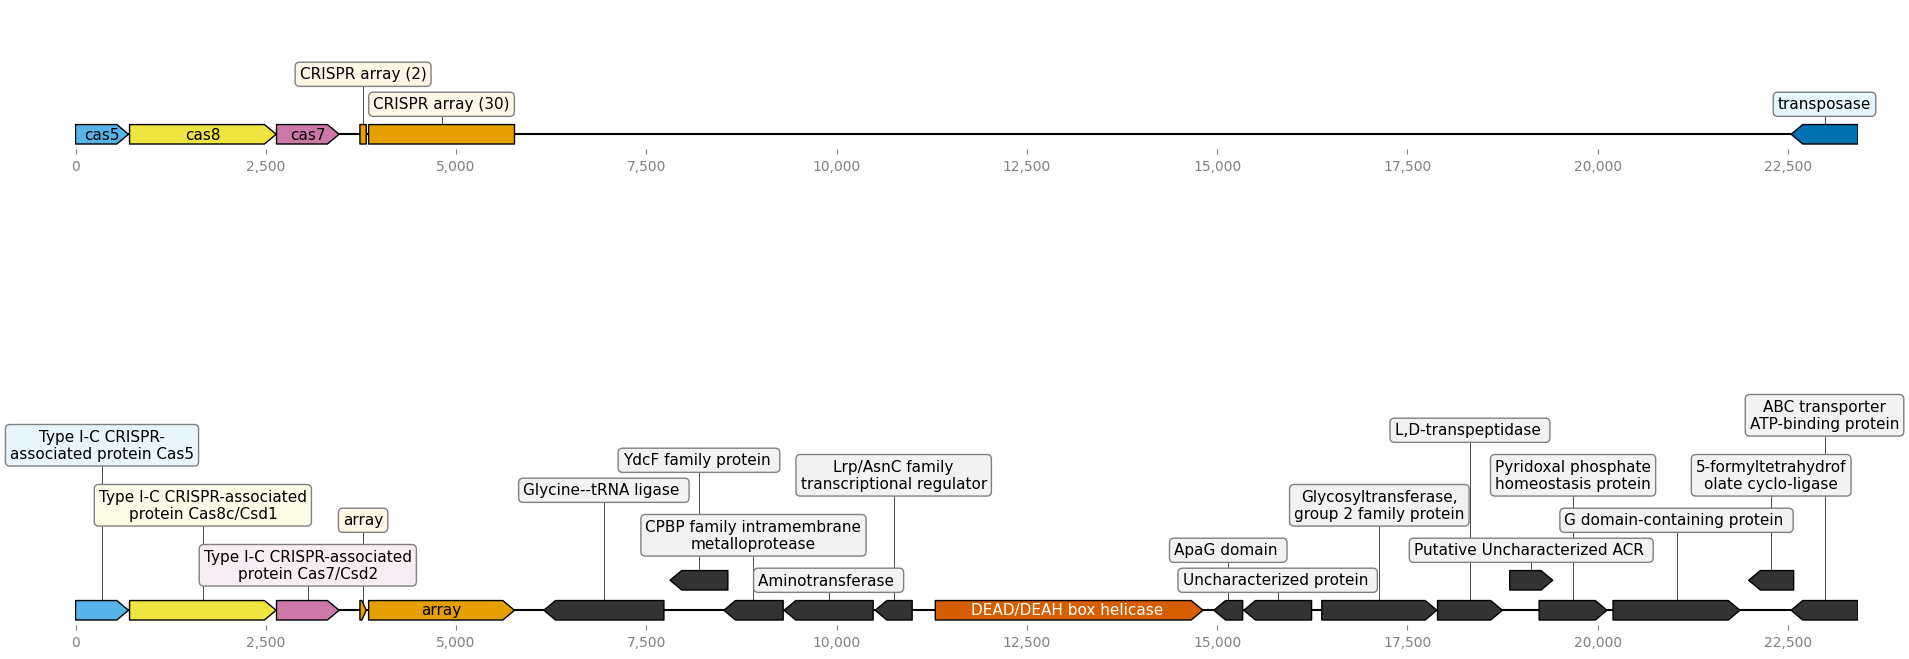 CRISPR array (2)
CRISPR array (30)
transposase
cas5
cas8
cas7
0
2,500
5,000
7,500
10,000
12,500
15,000
17,500
20,000
22,500
ABC transporter
ATP-binding protein
L,D-transpeptidase
Type I-C CRISPR-
associated protein Cas5
YdcF family protein
Lrp/AsnC family
transcriptional regulator
Pyridoxal phosphate
homeostasis protein
5-formyltetrahydrof
olate cyclo-ligase
Glycine--tRNA ligase
Type I-C CRISPR-associated
protein Cas8c/Csd1
Glycosyltransferase,
group 2 family protein
array
G domain-containing protein
CPBP family intramembrane
metalloprotease
ApaG domain
Putative Uncharacterized ACR
Type I-C CRISPR-associated
protein Cas7/Csd2
Aminotransferase
Uncharacterized protein
array
DEAD/DEAH box helicase
0
2,500
5,000
7,500
10,000
12,500
15,000
17,500
20,000
22,500